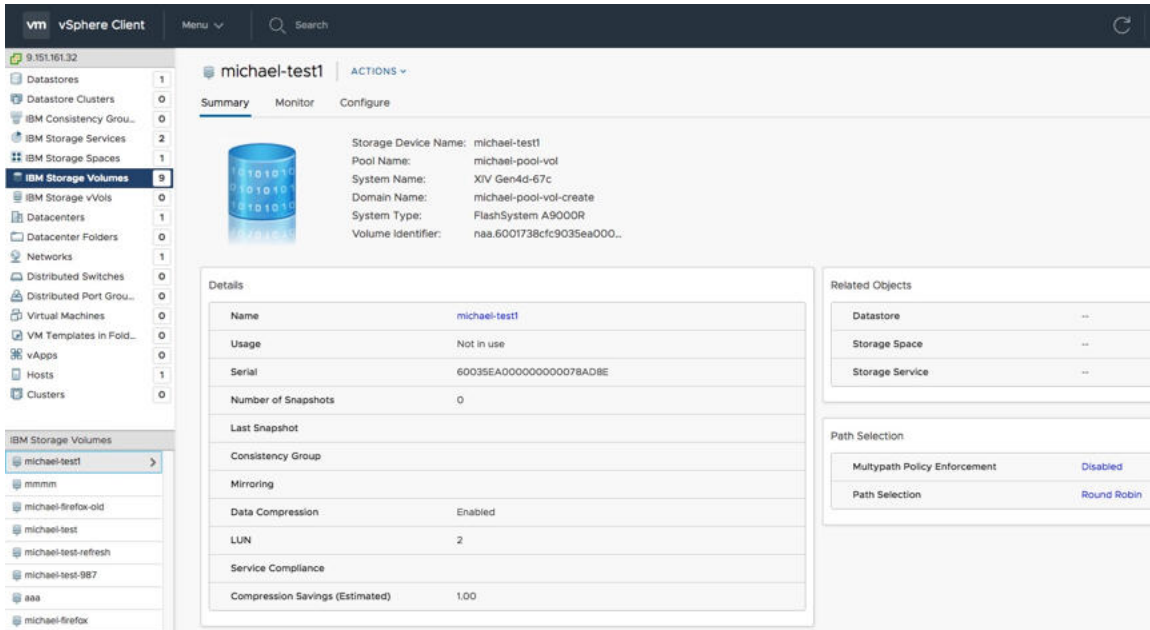 vm vSphere Client Menu Search
9.151.161.32
Datastores 1
Datastore Clusters 0
IBM Consistency Grou... 0
IBM Storage Services 2
IBM Storage Spaces 1
IBM Storage Volumes 9
IBM Storage vVols 0
Datacenters 1
Datacenter Folders 0
Networks 1
Distributed Switches 0
Distributed Port Grou... 0
Virtual Machines 0
VM Templates in Fold... 0
vApps 0
Hosts 1
Clusters 0
IBM Storage Volumes
michael-test1
mmmm
michael-firefox-old
michael-test
michael-test-refresh
michael-test-987
aaa
michael-firefox
michael-test1 ACTIONS
Summary Monitor Configure
Storage Device Name: michael-test1
Pool Name: michael-pool-vol
System Name: XIV Gen4d-67c
Domain Name: michael-pool-vol-create
System Type: FlashSystem A9000R
Volume Identifier: naa.6001738cfc9035ea000...
Details
Name michael-test1
Usage Not in use
Serial 60035EA000000000078AD8E
Number of Snapshots 0
Last Snapshot
Consistency Group
Mirroring
Data Compression Enabled
LUN 2
Service Compliance
Compression Savings (Estimated) 1.00
Related Objects
Datastore --
Storage Space --
Storage Service --
Path Selection
Multypath Policy Enforcement Disabled
Path Selection Round Robin